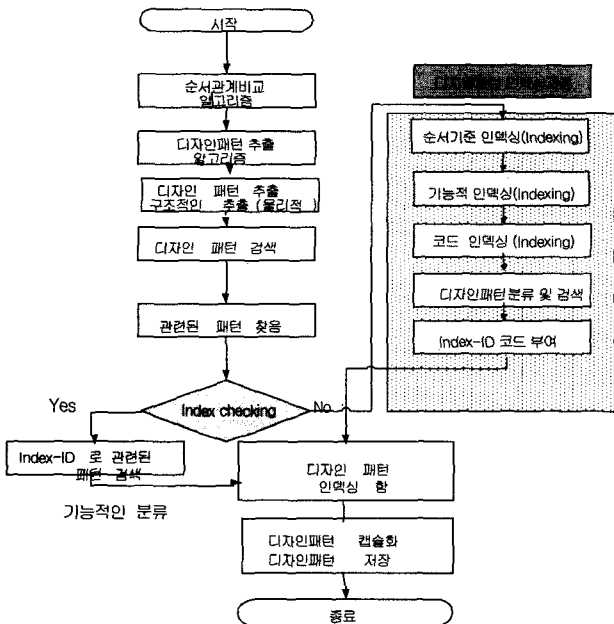 시작
순서관계비교
알고리즘
디자인패턴 추출
알고리즘
디자인 패턴 추출
구조적인 추출 (물리적 )
디자인 패턴 검색
관련된 패턴 찾음
Index checking
Yes
No
Index-ID 로 관련된
패턴 검색
기능적인 분류
순서기준 인덱싱(Indexing)
기능적 인덱싱(Indexing)
코드 인덱싱 (Indexing)
디자인패턴분류 및 검색
Index-ID 코드 부여
디자인 패턴
인덱싱 함
디자인패턴 캡슐화
디자인패턴 저장
종료